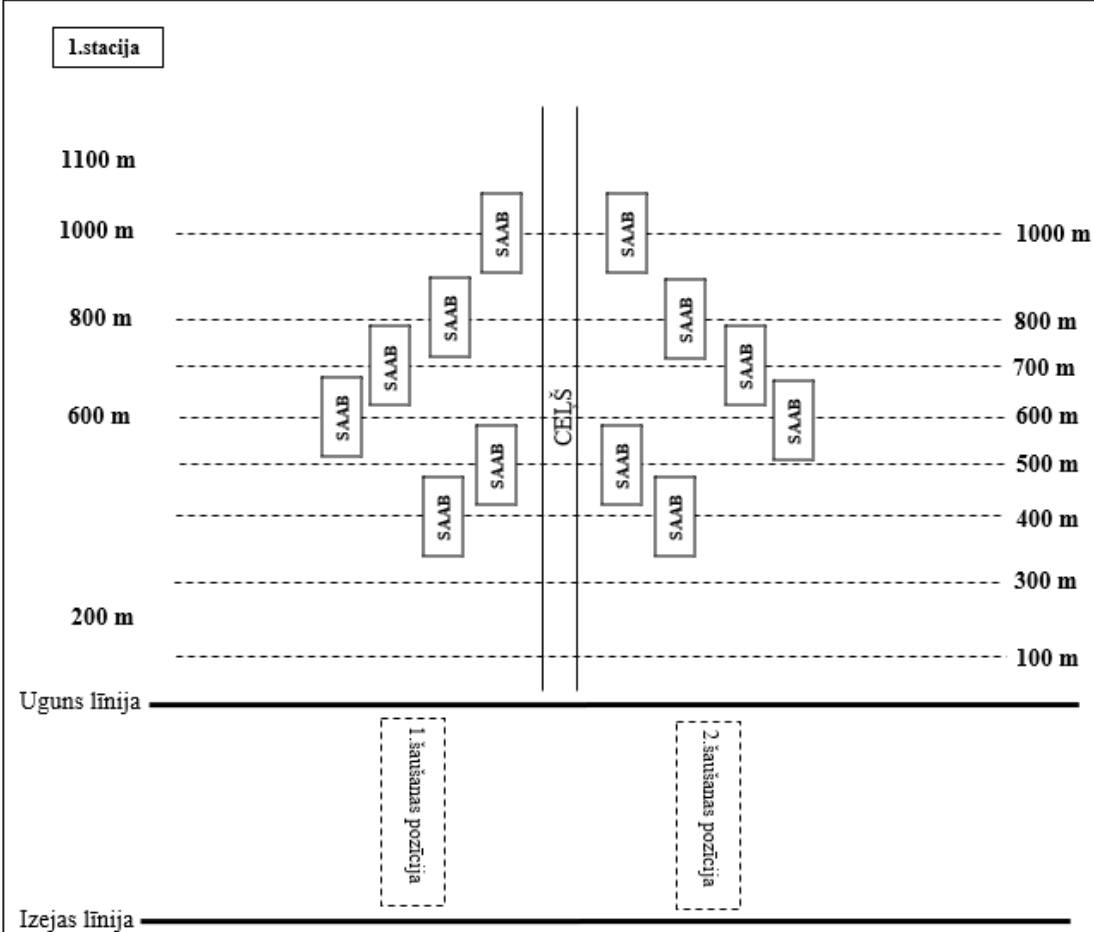 1.stacija
1100 m
SAAB SAAB
1000 m 1000 m
SAAB SAAB
800 m 800 m
SAAB SAAB
700 m
SAAB SAAB
600 m CEĻŠ 600 m
SAAB SAAB
500 m
SAAB SAAB
400 m
300 m
200 m
100 m
Uguns līnija
1.šaušanas pozīcija
2.šaušanas pozīcija
Izejas līnija